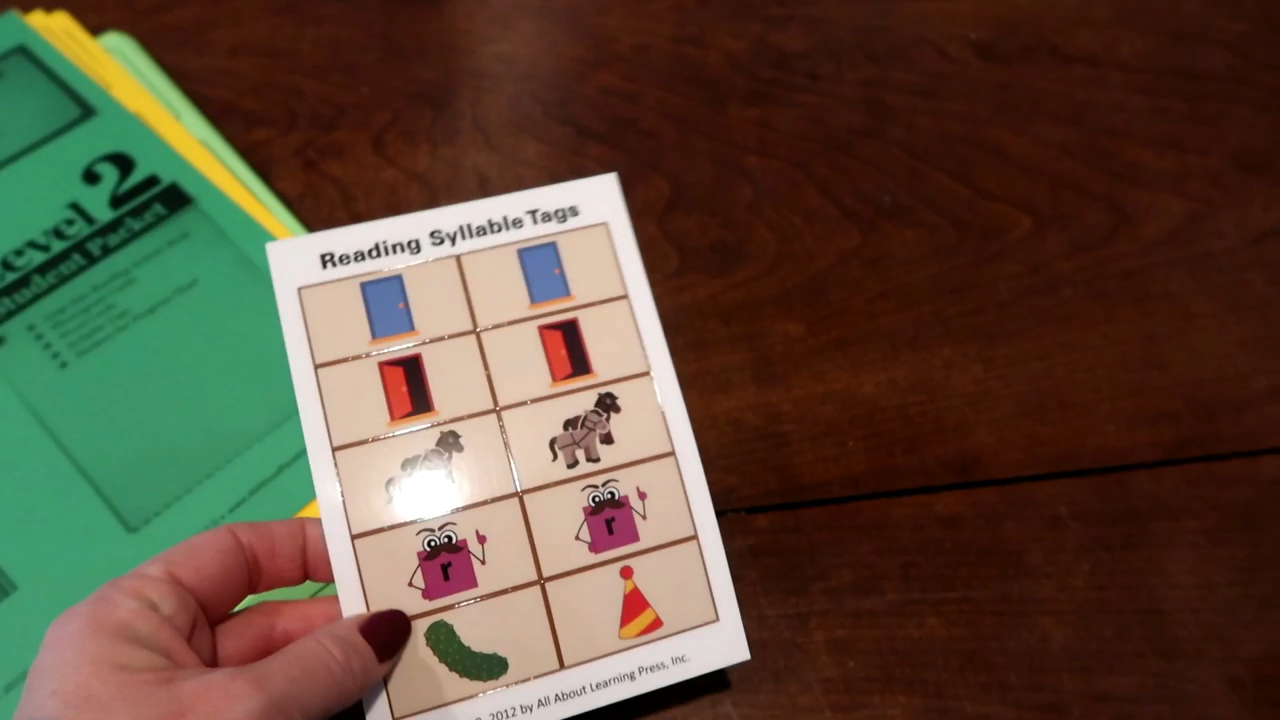 Level 2
Student Packet
Reading Syllable Tags
r
r
2012 by All About Learning Press, Inc.